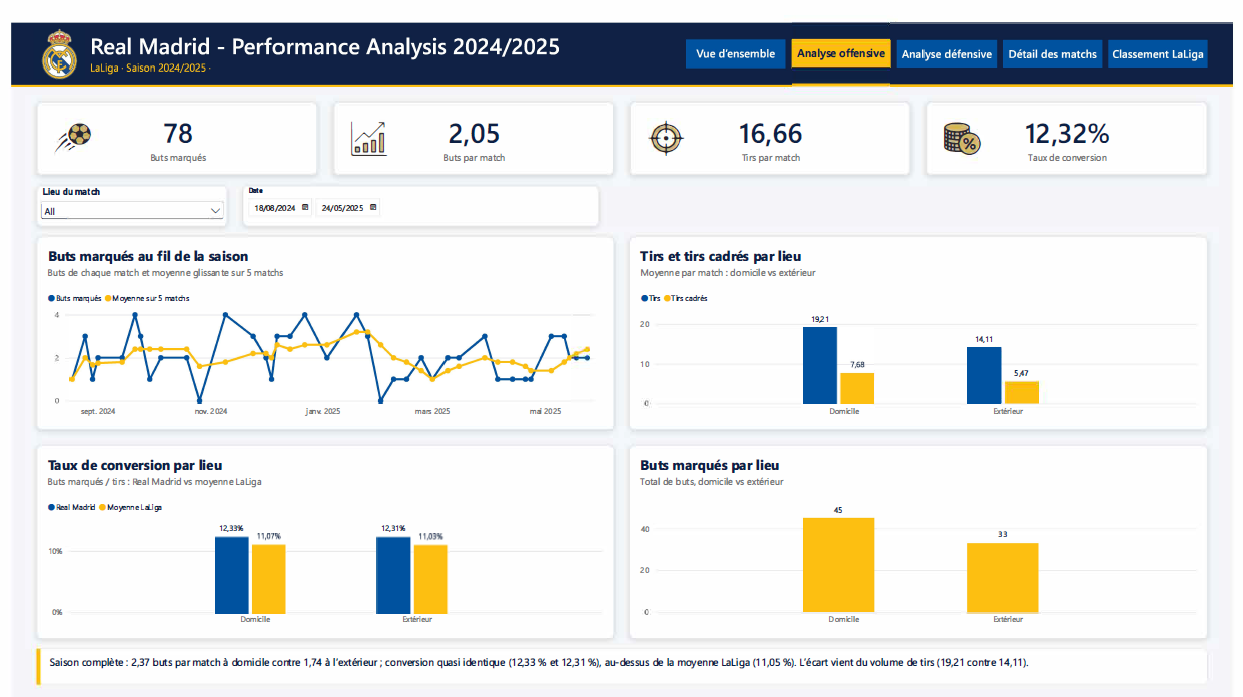 Real Madrid - Performance Analysis 2024/2025
LaLiga · Saison 2024/2025 ·
Vue d'ensemble
Analyse offensive
Analyse défensive
Détail des matchs
Classement LaLiga
78
Buts marqués
2,05
Buts par match
16,66
Tirs par match
12,32%
Taux de conversion
Lieu du match
All
Date
18/08/2024
24/05/2025
Buts marqués au fil de la saison
Buts de chaque match et moyenne glissante sur 5 matchs
Buts marqués Moyenne sur 5 matchs
4
2
0
sept. 2024 nov. 2024 janv. 2025 mars 2025 mai 2025
Tirs et tirs cadrés par lieu
Moyenne par match : domicile vs extérieur
Tirs Tirs cadrés
20
10
0
19,21
7,68
14,11
5,47
Domicile Extérieur
Taux de conversion par lieu
Buts marqués / tirs : Real Madrid vs moyenne LaLiga
Real Madrid Moyenne LaLiga
10%
0%
12,33%
11,07%
12,31%
11,03%
Domicile Extérieur
Buts marqués par lieu
Total de buts, domicile vs extérieur
40
20
0
45
33
Domicile Extérieur
Saison complète : 2,37 buts par match à domicile contre 1,74 à l'extérieur ; conversion quasi identique (12,33 % et 12,31 %), au-dessus de la moyenne LaLiga (11,05 %). L'écart vient du volume de tirs (19,21 contre 14,11).